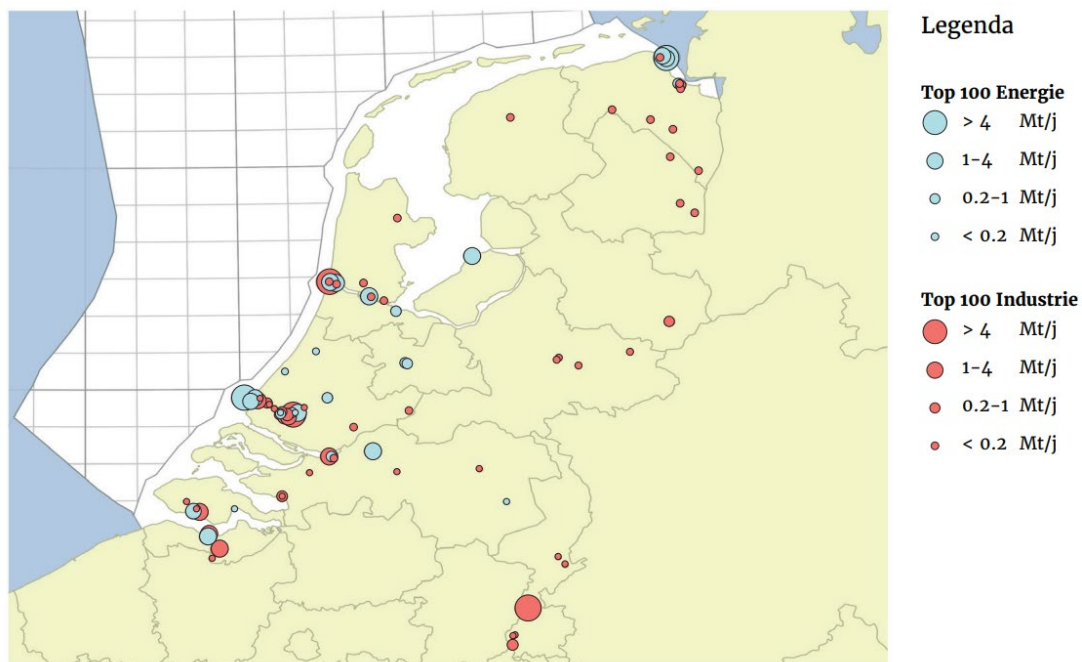 Legenda
Top 100 Energie
> 4 Mt/j
1-4 Mt/j
0.2-1 Mt/j
< 0.2 Mt/j
Top 100 Industrie
> 4 Mt/j
1-4 Mt/j
0.2-1 Mt/j
< 0.2 Mt/j